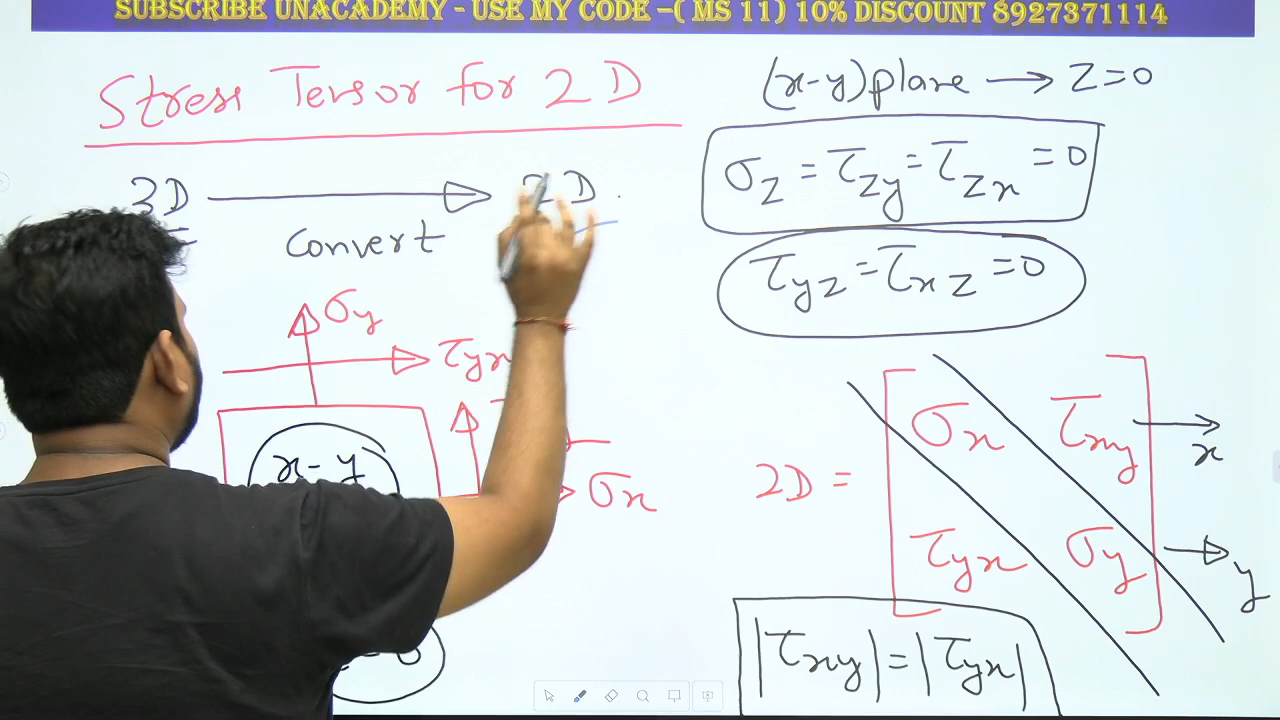 SUBSCRIBE UNACADEMY - USE MY CODE –( MS 11) 10% DISCOUNT 8927371114
Stress Tensor for 2D
3D → 2D
convert
σy
τyx
x-y
σx
(x-y)plane → Z=0
σz = τzy = τzx = 0
τyz = τxz = 0
2D = [ σx τxy → x
τyx σy ] → y
|τxy| = |τyx|